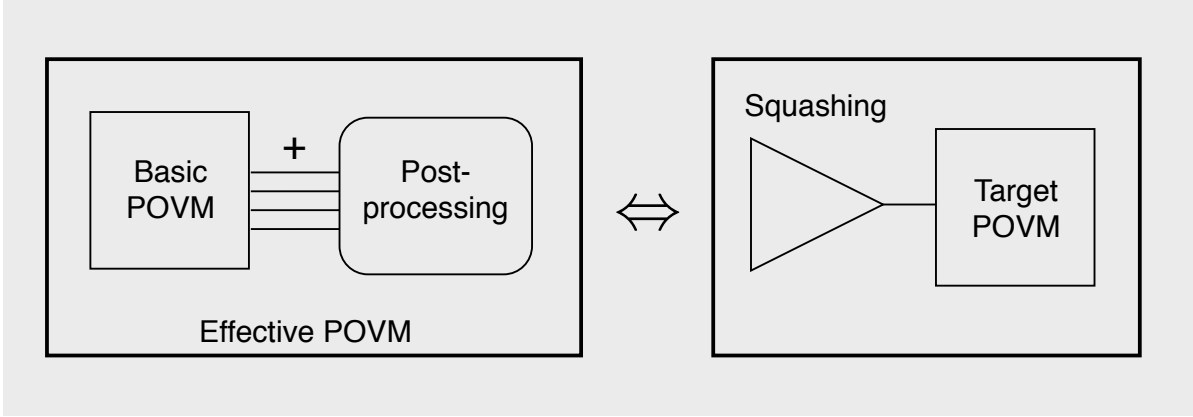 Basic
POVM
+
Post-
processing
Effective POVM
⇔
Squashing
Target
POVM